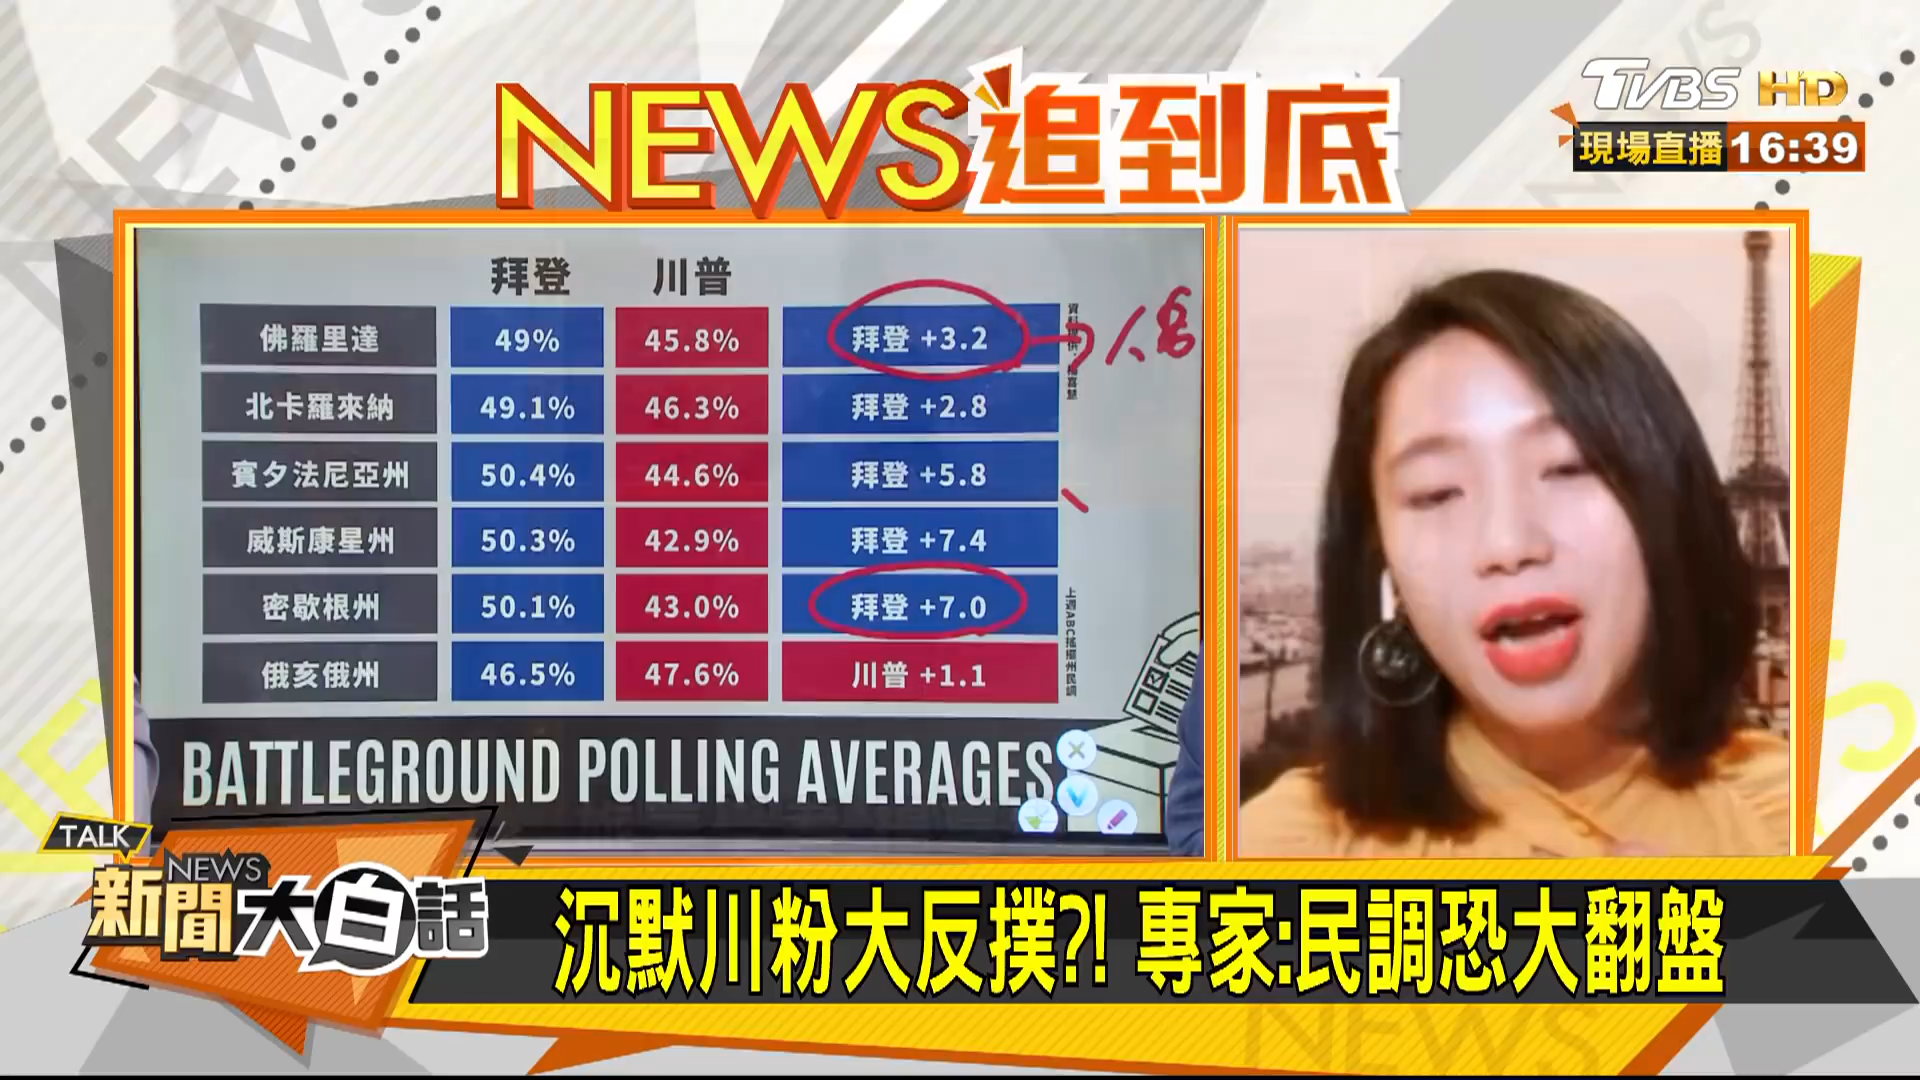 NEWS追到底
TVBS HD
現場直播 16:39
拜登 川普
佛羅里達 49% 45.8% 拜登 +3.2
北卡羅來納 49.1% 46.3% 拜登 +2.8
賓夕法尼亞州 50.4% 44.6% 拜登 +5.8
威斯康星州 50.3% 42.9% 拜登 +7.4
密歇根州 50.1% 43.0% 拜登 +7.0
俄亥俄州 46.5% 47.6% 川普 +1.1
BATTLEGROUND POLLING AVERAGES
TALK
NEWS
新聞大白話
沉默川粉大反撲?! 專家:民調恐大翻盤